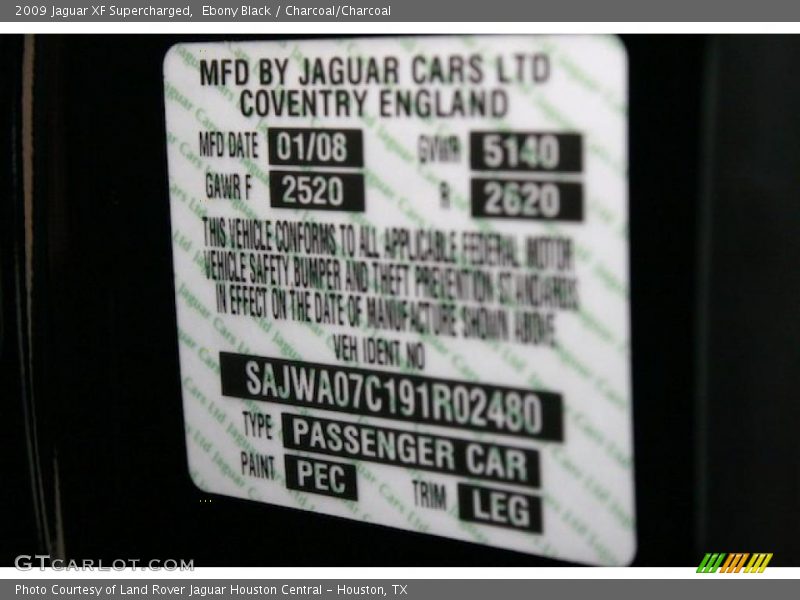 2009 Jaguar XF Supercharged, Ebony Black / Charcoal/Charcoal
MFD BY JAGUAR CARS LTD
COVENTRY ENGLAND
MFD DATE 01/08 GVWR 5140
GAWR F 2520 R 2620
THIS VEHICLE CONFORMS TO ALL APPLICABLE FEDERAL MOTOR
VEHICLE SAFETY, BUMPER AND THEFT PREVENTION STANDARDS
IN EFFECT ON THE DATE OF MANUFACTURE SHOWN ABOVE
VEH IDENT NO
SAJWA07C191R02480
TYPE PASSENGER CAR
PAINT PEC TRIM LEG
GTCARLOT.COM
Photo Courtesy of Land Rover Jaguar Houston Central - Houston, TX